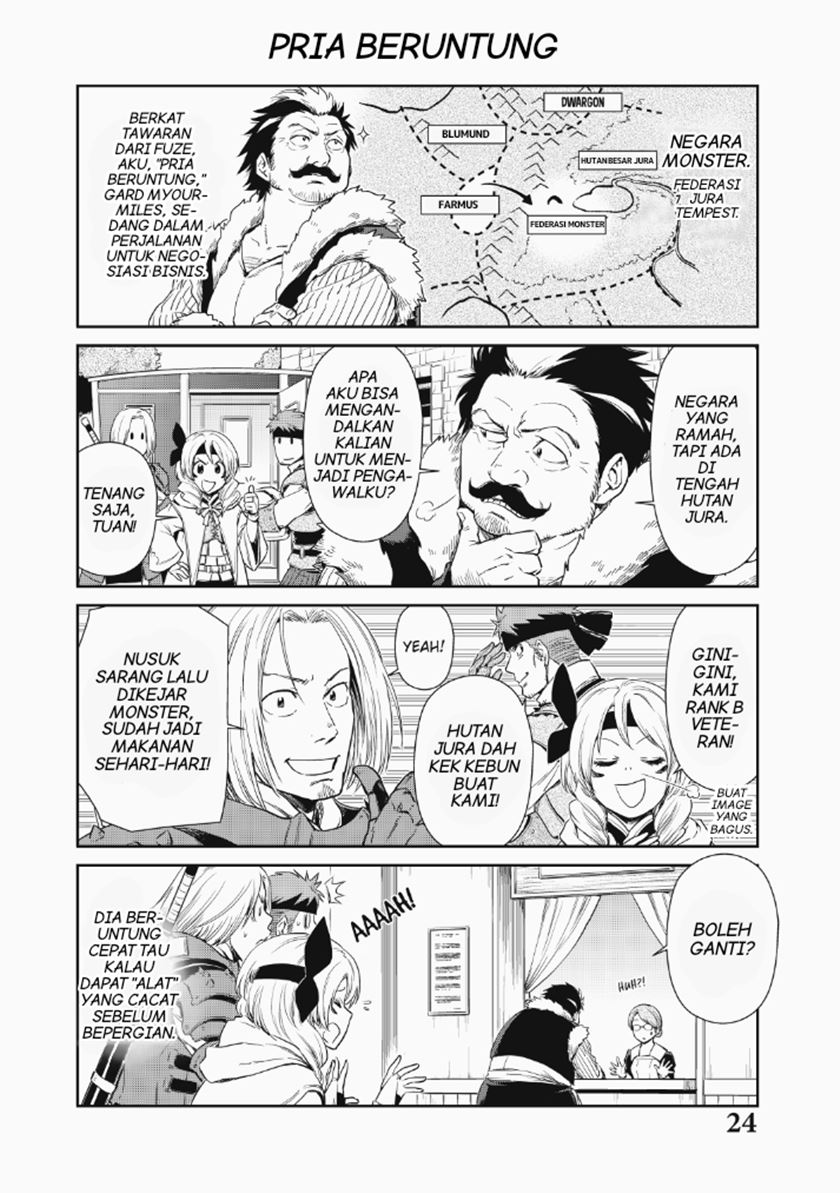 PRIA BERUNTUNG
NEGARA
MONSTER.
FEDERASI
JURA
TEMPEST.
DWARGON
BLUMUND
HUTAN BESAR JURA
FARMUS
FEDERASI MONSTER
BERKAT
TAWARAN
DARI FUZE,
AKU, "PRIA
BERUNTUNG,"
GARD MYOUR-
MILES, SE-
DANG DALAM
PERJALANAN
UNTUK NEGO-
SIASI BISNIS.
NEGARA
YANG
RAMAH,
TAPI ADA
DI
TENGAH
HUTAN
JURA.
APA
AKU BISA
MENGAN-
DALKAN
KALIAN
UNTUK MEN-
JADI PENGA-
WALKU?
TENANG
SAJA,
TUAN!
GINI-
GINI,
KAMI
RANK B
VETE-
RAN!
BUAT
IMAGE
YANG
BAGUS.
YEAH!
HUTAN
JURA DAH
KEK KEBUN
BUAT
KAMI!
NUSUK
SARANG LALU
DIKEJAR
MONSTER,
SUDAH JADI
MAKANAN
SEHARI-HARI!
BOLEH
GANTI?
HUH?!
AAAAH!
DIA BER-
UNTUNG
CEPAT TAU
KALAU
DAPAT "ALAT"
YANG CACAT
SEBELUM
BEPERGIAN.
24